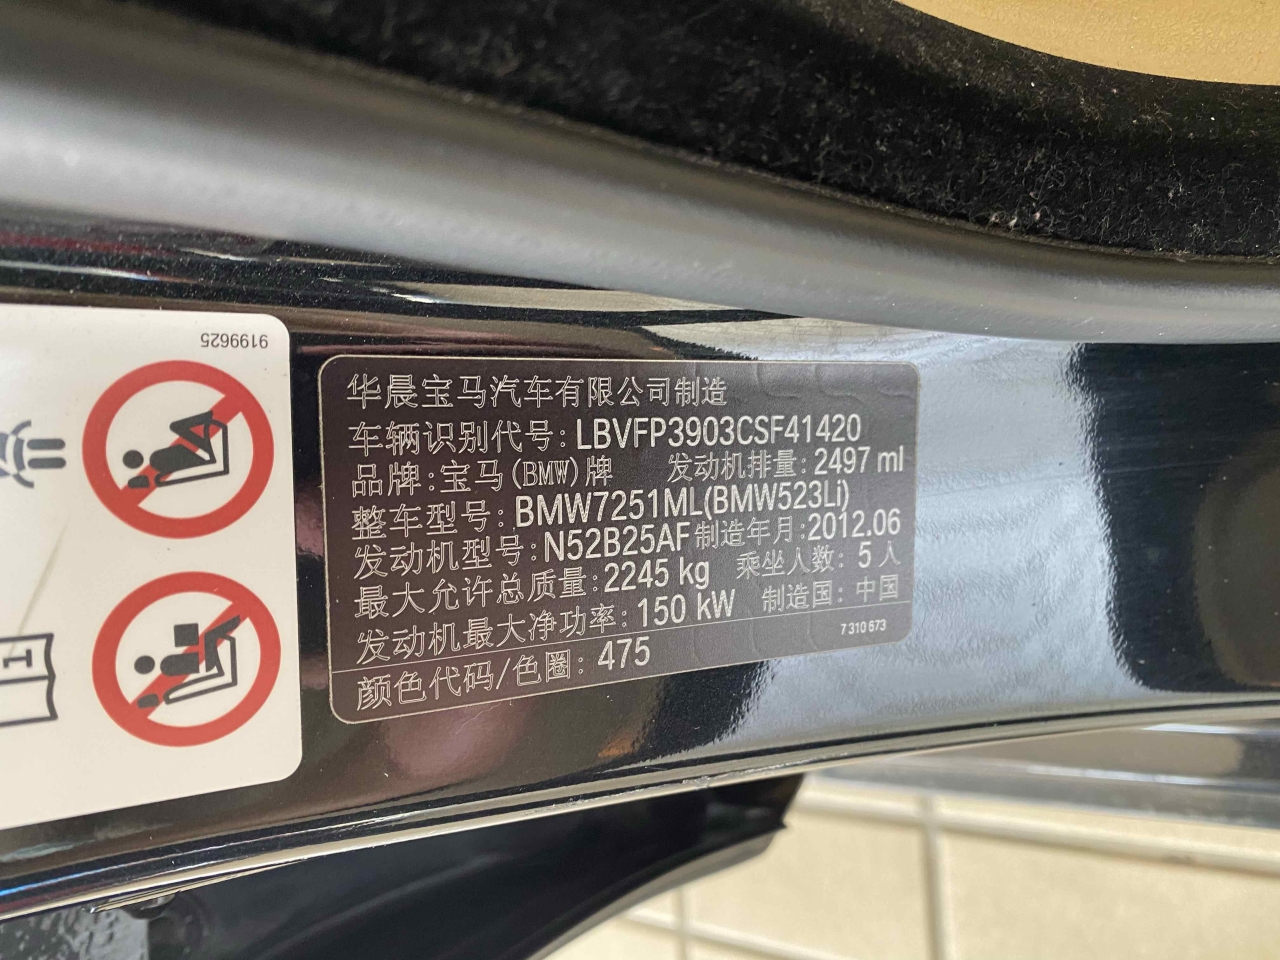 9199625
华晨宝马汽车有限公司制造
车辆识别代号: LBVFP3903CSF41420
品牌: 宝马(BMW)牌 发动机排量: 2497 ml
整车型号: BMW7251ML(BMW523Li)
发动机型号: N52B25AF 制造年月: 2012.06
最大允许总质量: 2245 kg 乘坐人数: 5 人
发动机最大净功率: 150 kW 制造国: 中国
颜色代码/色圈: 475
7 310 673